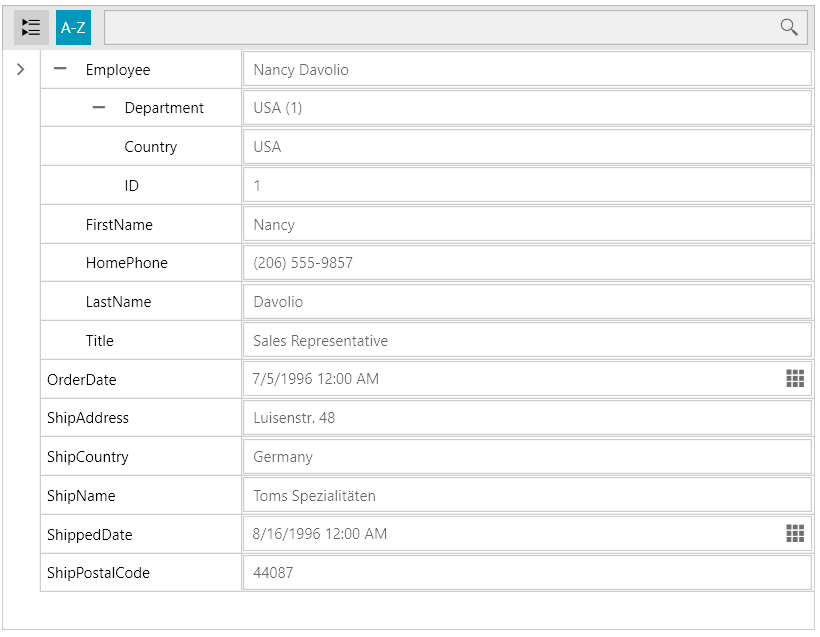 A-Z
Employee Nancy Davolio
Department USA (1)
Country USA
ID 1
FirstName Nancy
HomePhone (206) 555-9857
LastName Davolio
Title Sales Representative
OrderDate 7/5/1996 12:00 AM
ShipAddress Luisenstr. 48
ShipCountry Germany
ShipName Toms Spezialitäten
ShippedDate 8/16/1996 12:00 AM
ShipPostalCode 44087